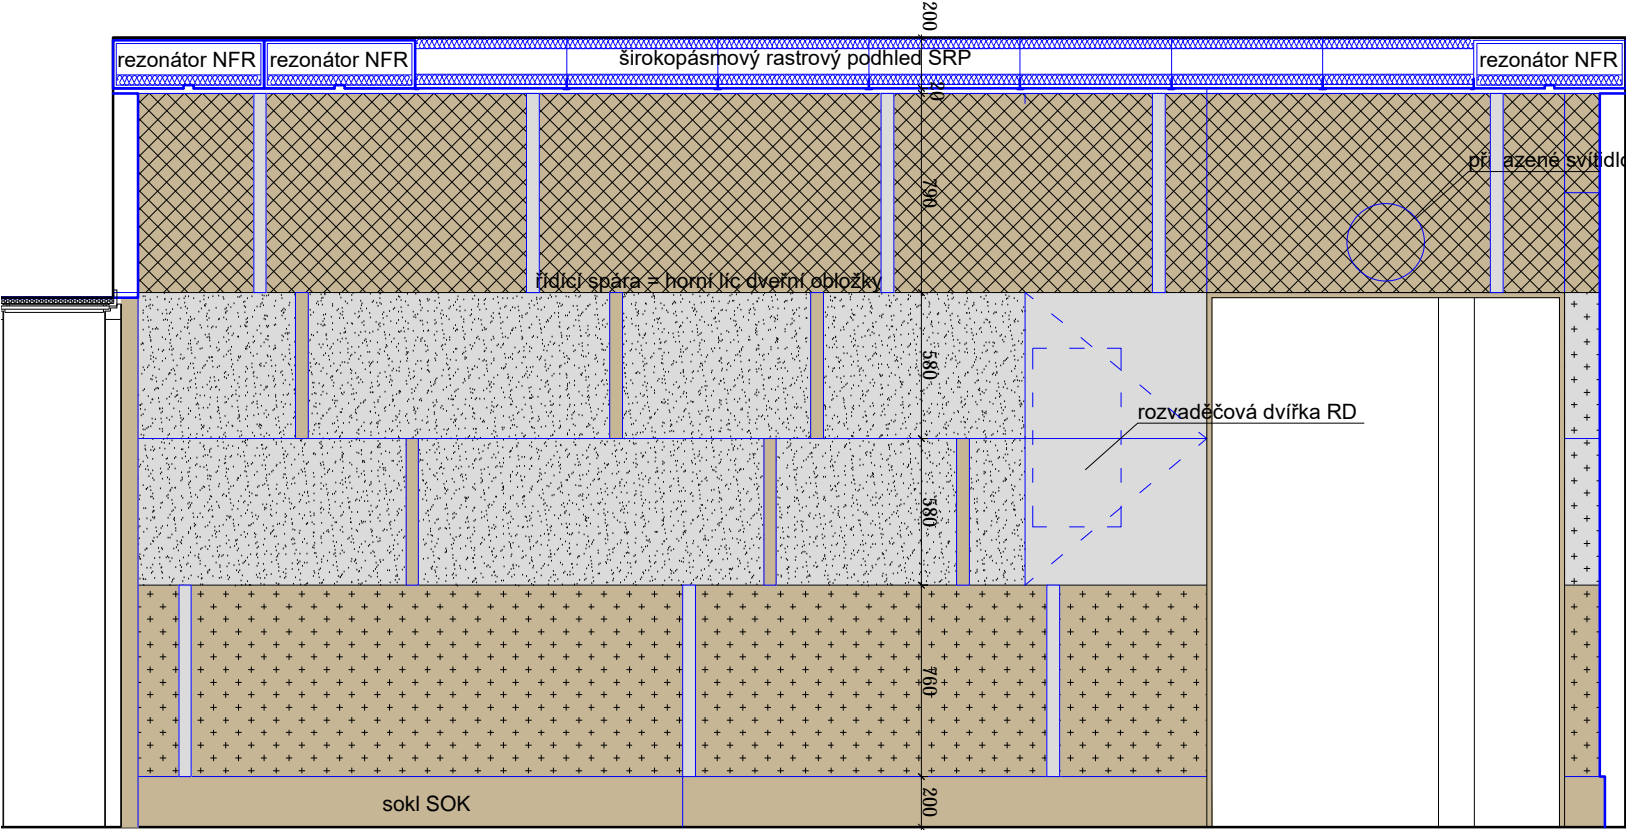 200
rezonátor NFR
rezonátor NFR
širokopásmový rastrový podhled SRP
rezonátor NFR
20
790
řídící spára = horní líc dveřní obložky
580
rozvaděčová dvířka RD
580
760
sokl SOK
200